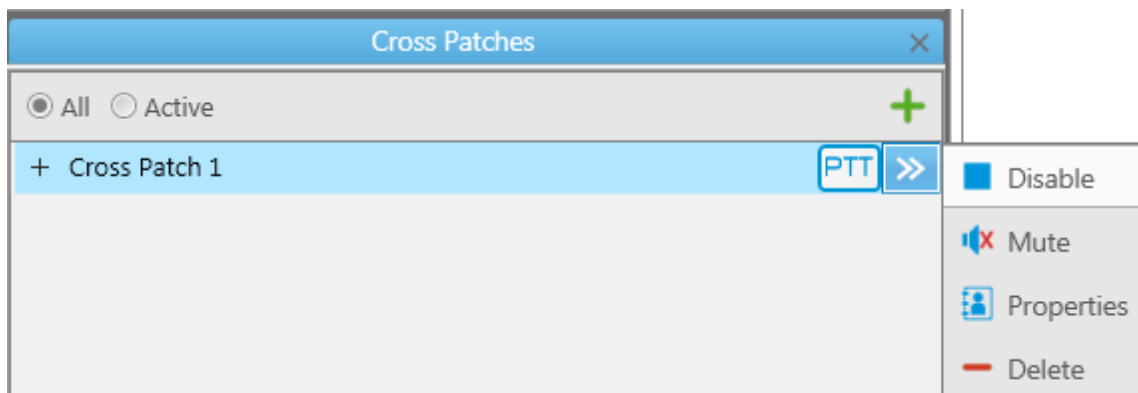 Cross Patches
All Active
Cross Patch 1 PTT
Disable
Mute
Properties
Delete